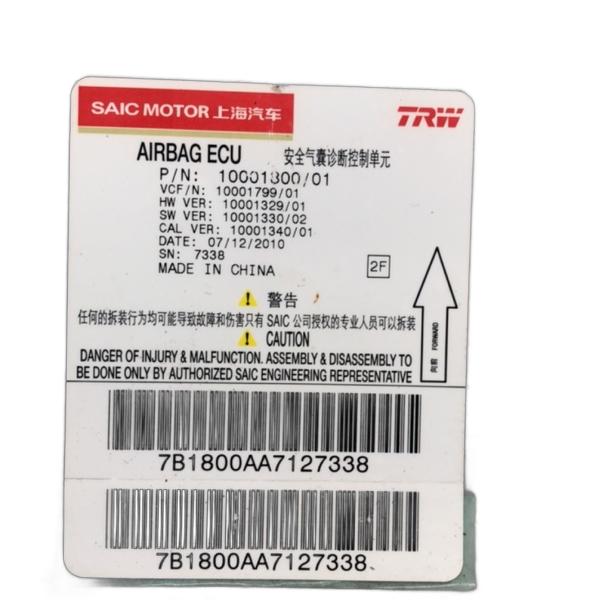 SAIC MOTOR 上海汽车
TRW
AIRBAG ECU 安全气囊诊断控制单元
P/N: 10001800/01
VCF/N: 10001799/01
HW VER: 10001329/01
SW VER: 10001330/02
CAL VER: 10001340/01
DATE: 07/12/2010
SN: 7338
MADE IN CHINA
2F
警告
任何的拆装行为均可能导致故障和伤害只有 SAIC 公司授权的专业人员可以拆装
CAUTION
DANGER OF INJURY & MALFUNCTION. ASSEMBLY & DISASSEMBLY TO
BE DONE ONLY BY AUTHORIZED SAIC ENGINEERING REPRESENTATIVE
向前 FORWARD
7B1800AA7127338
7B1800AA7127338